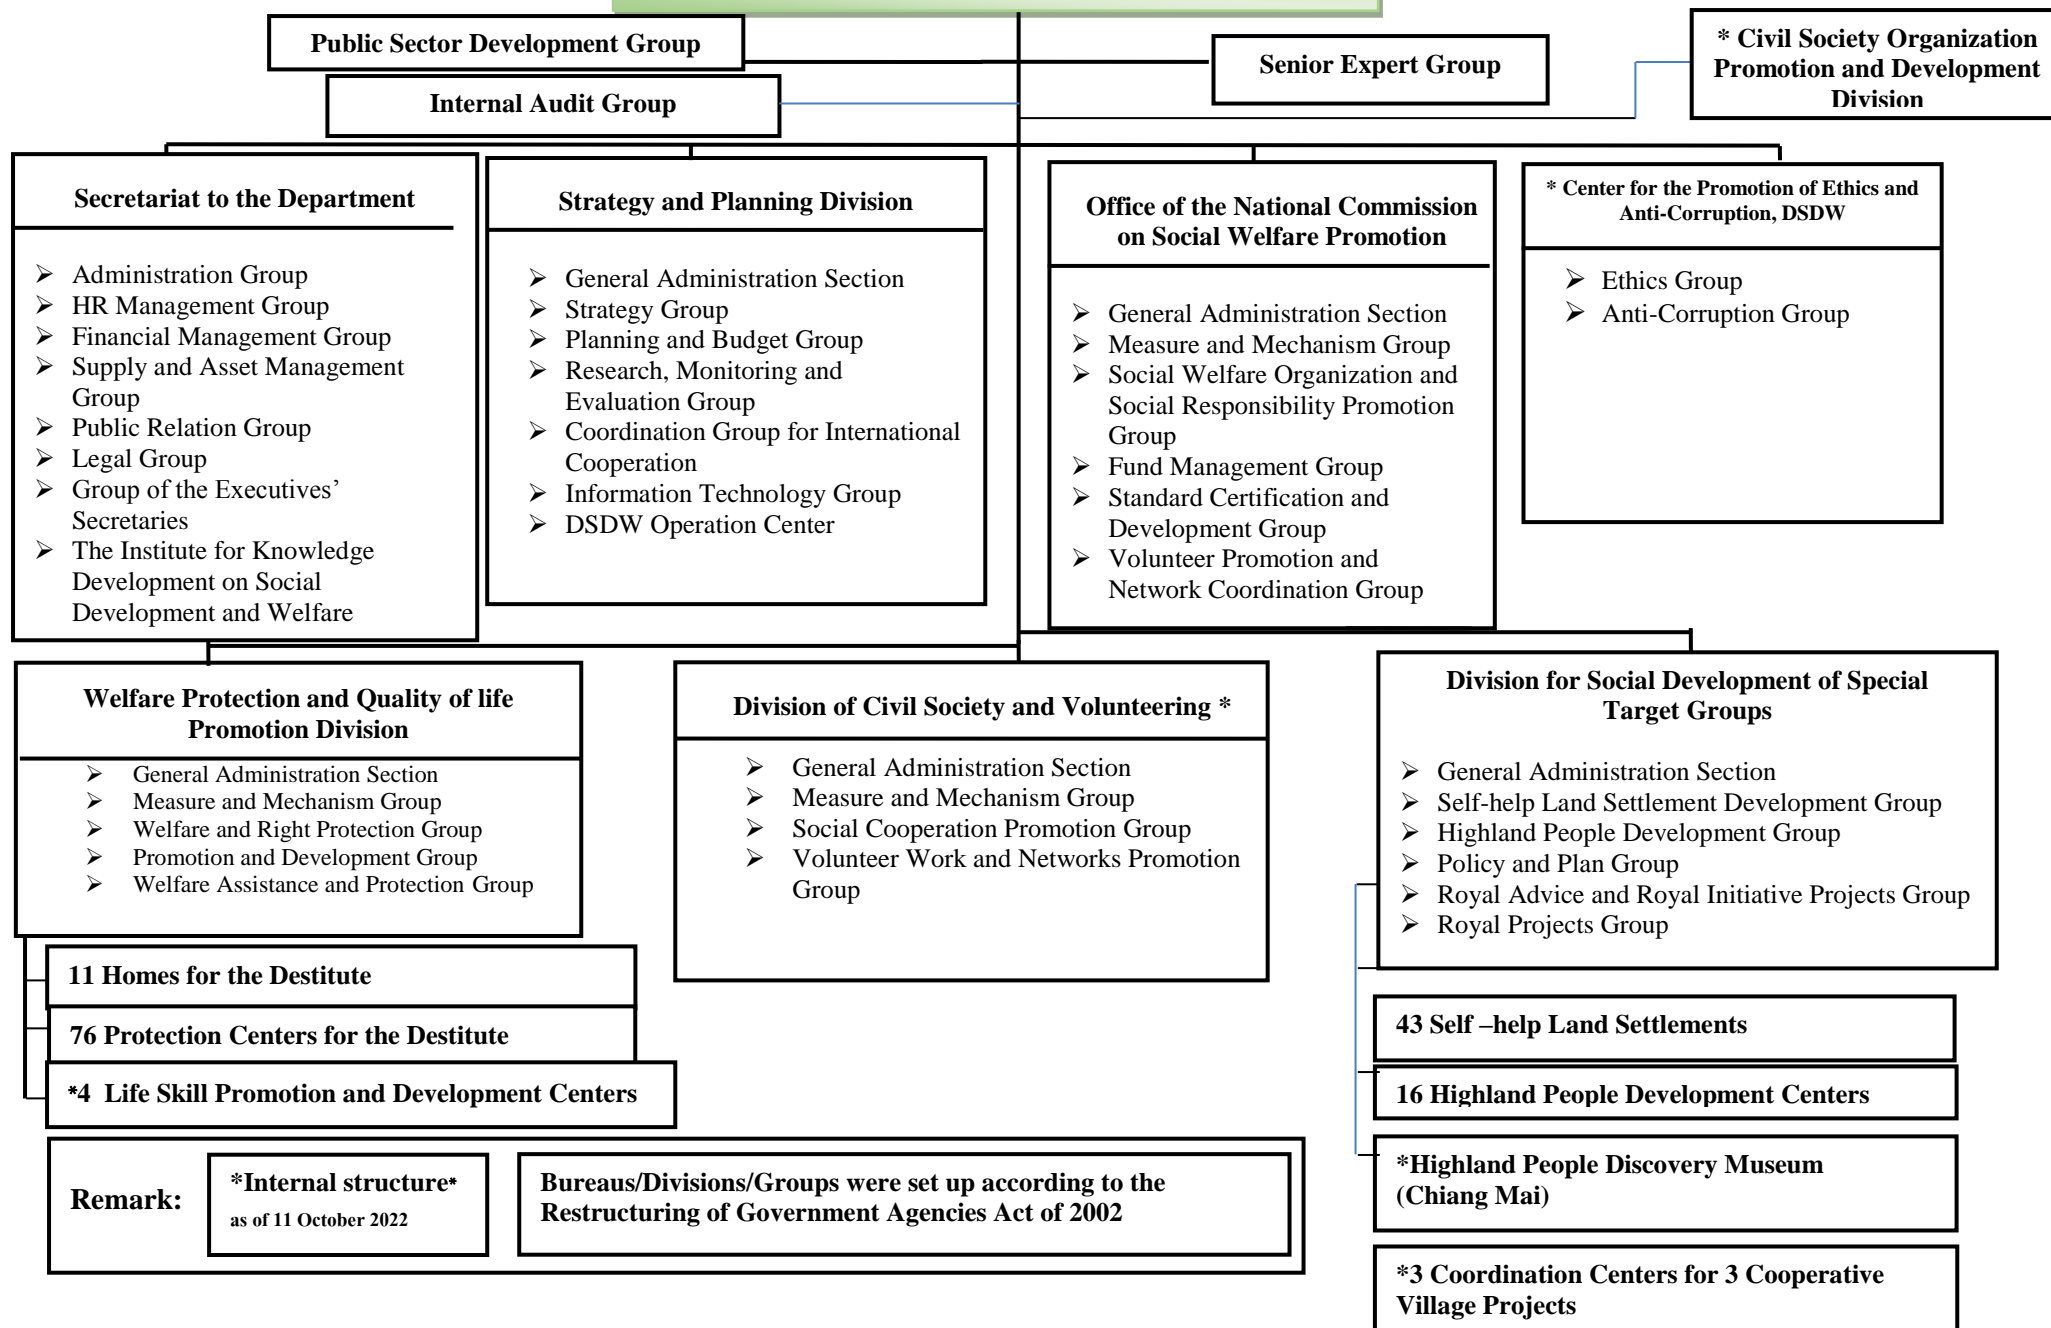 Public Sector Development Group
Senior Expert Group
* Civil Society Organization
Promotion and Development
Division
Internal Audit Group
Secretariat to the Department
➢ Administration Group
➢ HR Management Group
➢ Financial Management Group
➢ Supply and Asset Management
Group
➢ Public Relation Group
➢ Legal Group
➢ Group of the Executives’
Secretaries
➢ The Institute for Knowledge
Development on Social
Development and Welfare
Strategy and Planning Division
➢ General Administration Section
➢ Strategy Group
➢ Planning and Budget Group
➢ Research, Monitoring and
Evaluation Group
➢ Coordination Group for International
Cooperation
➢ Information Technology Group
➢ DSDW Operation Center
Office of the National Commission
on Social Welfare Promotion
➢ General Administration Section
➢ Measure and Mechanism Group
➢ Social Welfare Organization and
Social Responsibility Promotion
Group
➢ Fund Management Group
➢ Standard Certification and
Development Group
➢ Volunteer Promotion and
Network Coordination Group
* Center for the Promotion of Ethics and
Anti-Corruption, DSDW
➢ Ethics Group
➢ Anti-Corruption Group
Welfare Protection and Quality of life
Promotion Division
➢ General Administration Section
➢ Measure and Mechanism Group
➢ Welfare and Right Protection Group
➢ Promotion and Development Group
➢ Welfare Assistance and Protection Group
11 Homes for the Destitute
76 Protection Centers for the Destitute
*4 Life Skill Promotion and Development Centers
Division of Civil Society and Volunteering *
➢ General Administration Section
➢ Measure and Mechanism Group
➢ Social Cooperation Promotion Group
➢ Volunteer Work and Networks Promotion
Group
Division for Social Development of Special
Target Groups
➢ General Administration Section
➢ Self-help Land Settlement Development Group
➢ Highland People Development Group
➢ Policy and Plan Group
➢ Royal Advice and Royal Initiative Projects Group
➢ Royal Projects Group
43 Self –help Land Settlements
16 Highland People Development Centers
*Highland People Discovery Museum
(Chiang Mai)
*3 Coordination Centers for 3 Cooperative
Village Projects
Remark:
*Internal structure*
as of 11 October 2022
Bureaus/Divisions/Groups were set up according to the
Restructuring of Government Agencies Act of 2002